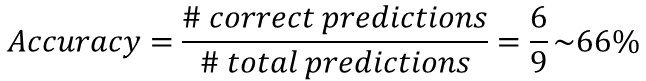 Accuracy = # correct predictions / # total predictions = 6/9 ~66%